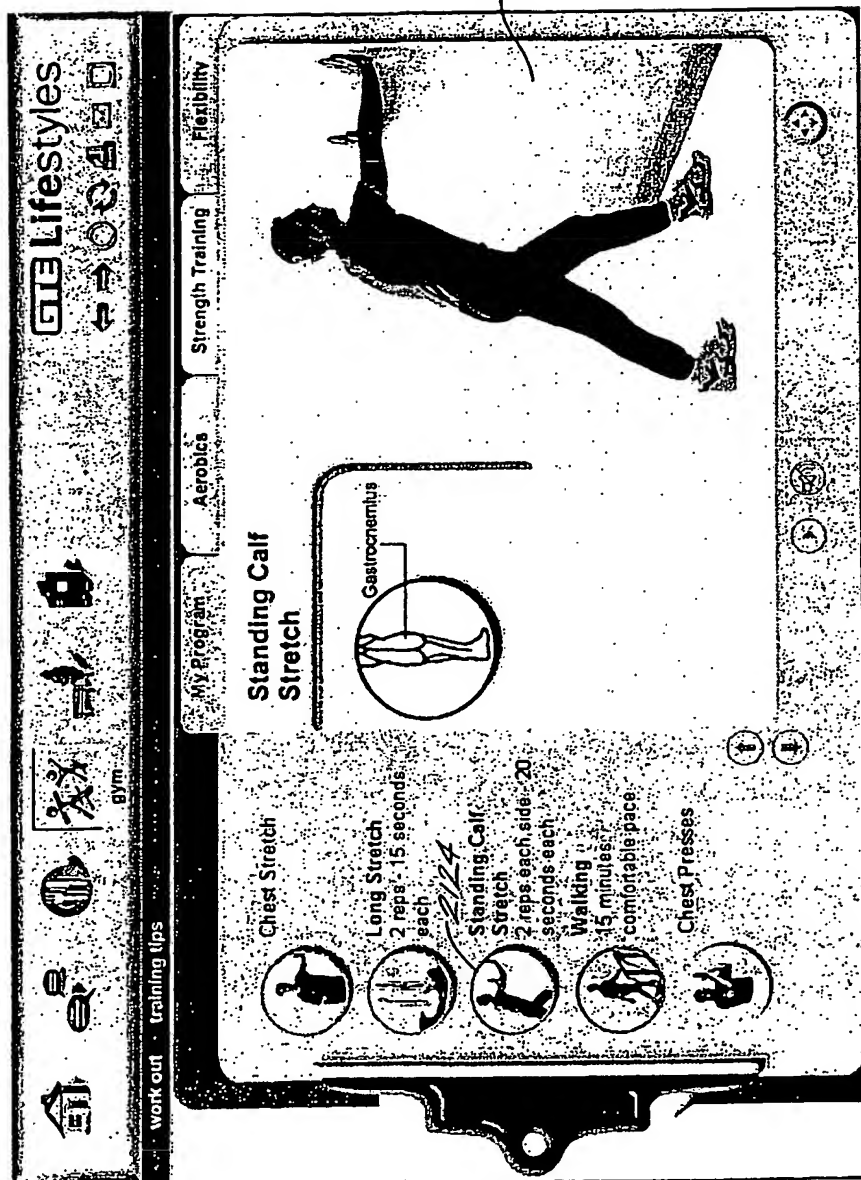 GTE Lifestyles
gym
work out · training tips
My Program
Aerobics
Strength Training
Flexibility
Chest Stretch
Long Stretch
2 reps - 15 seconds
each
2124
Standing Calf
Stretch
2 reps each side - 20
seconds each
Walking
15 minutes
comfortable pace
Chest Presses
Standing Calf
Stretch
Gastrocnemius